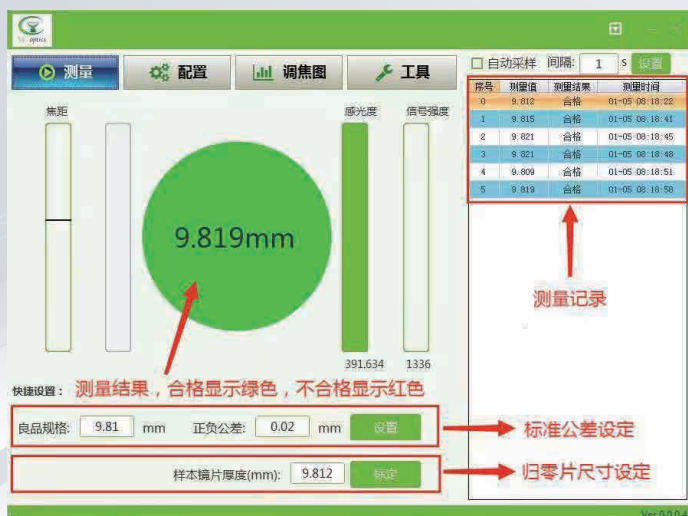 V-optics
测量
配置
调焦图
工具
自动采样 间隔: 1 s 设置
序号 测量值 测量结果 测量时间
0 9.812 合格 01-05 08:18:22
1 9.815 合格 01-05 08:18:41
2 9.821 合格 01-05 08:18:45
3 9.821 合格 01-05 08:18:48
4 9.809 合格 01-05 08:18:51
5 9.819 合格 01-05 08:18:58
焦距
感光度
信号强度
9.819mm
测量记录
391.634
1336
快捷设置: 测量结果,合格显示绿色,不合格显示红色
良品规格: 9.81 mm 正负公差: 0.02 mm 设置
标准公差设定
样本镜片厚度(mm): 9.812 标定
归零片尺寸设定
Ver 0.0.0.4